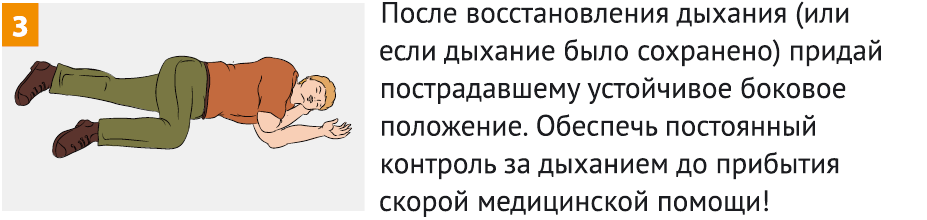 3
После восстановления дыхания (или
если дыхание было сохранено) придай
пострадавшему устойчивое боковое
положение. Обеспечь постоянный
контроль за дыханием до прибытия
скорой медицинской помощи!